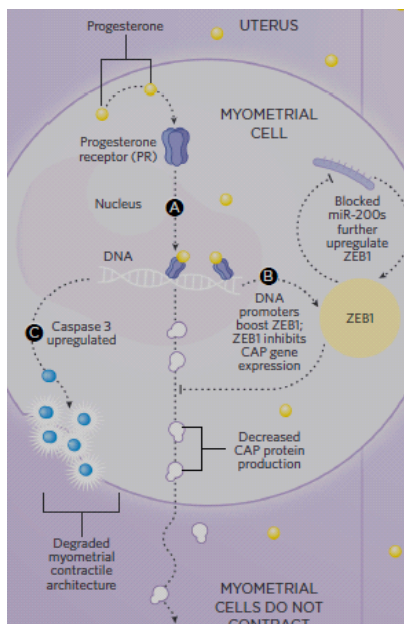 Progesterone
UTERUS
MYOMETRIAL
CELL
Progesterone
receptor (PR)
Nucleus
A
Blocked
miR-200s
further
upregulate
ZEB1
DNA
B
DNA
promoters
boost ZEB1;
ZEB1 inhibits
CAP gene
expression
ZEB1
C
Caspase 3
upregulated
Decreased
CAP protein
production
Degraded
myometrial
contractile
architecture
MYOMETRIAL
CELLS DO NOT
CONTRACT